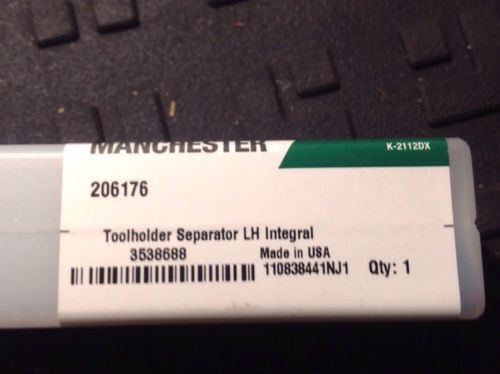 MANCHESTER
K-2112DX
206176
Toolholder Separator LH Integral
3538688 Made in USA
110838441NJ1 Qty: 1